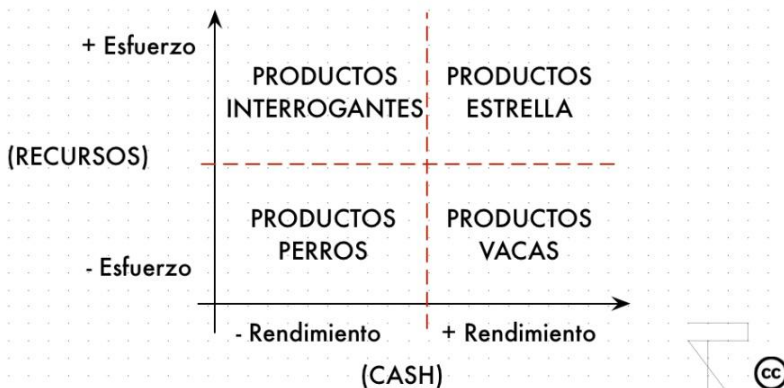 + Esfuerzo
PRODUCTOS
INTERROGANTES
PRODUCTOS
ESTRELLA
(RECURSOS)
PRODUCTOS
PERROS
PRODUCTOS
VACAS
- Esfuerzo
- Rendimiento
+ Rendimiento
(CASH)
cc